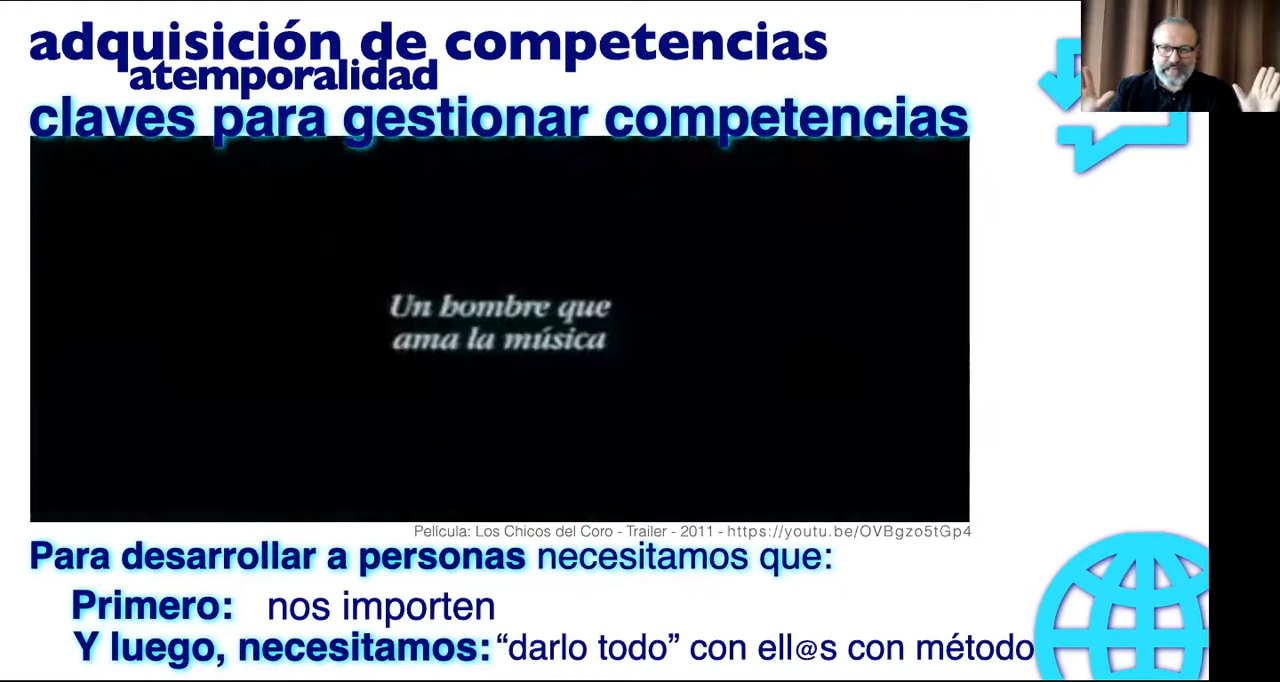 adquisición de competencias
atemporalidad
claves para gestionar competencias
Un hombre que
ama la música
Película: Los Chicos del Coro - Trailer - 2011 - https://youtu.be/OVBgzo5tGp4
Para desarrollar a personas necesitamos que:
Primero: nos importen
Y luego, necesitamos: “darlo todo” con ell@s con método